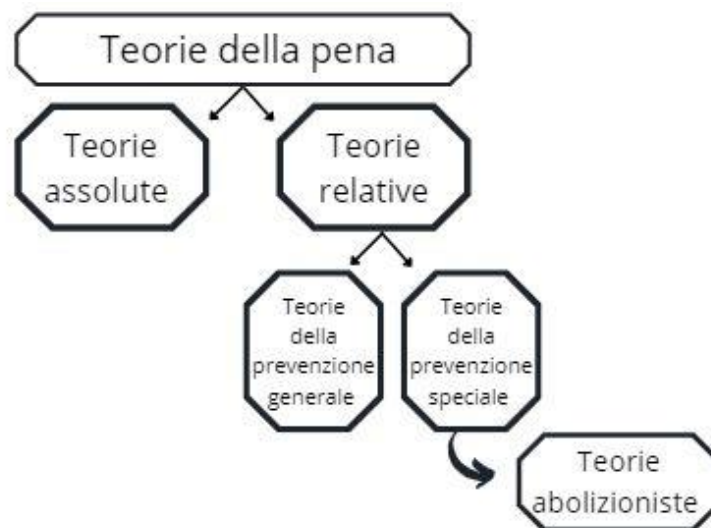 Teorie della pena
Teorie
assolute
Teorie
relative
Teorie
della
prevenzione
generale
Teorie
della
prevenzione
speciale
Teorie
abolizioniste